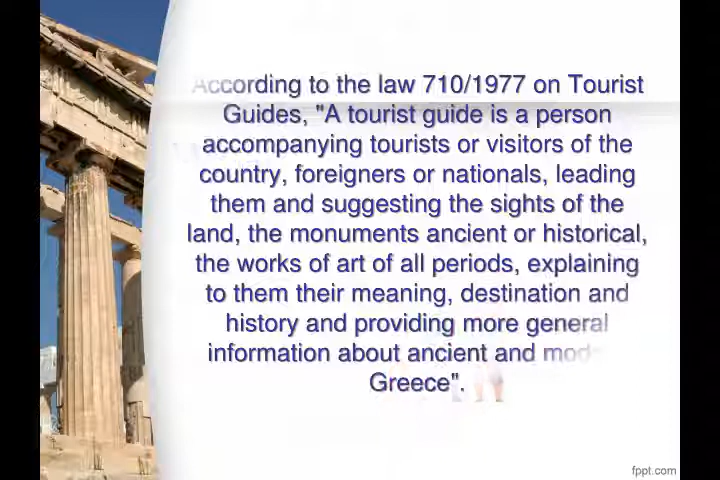 According to the law 710/1977 on Tourist
Guides, "A tourist guide is a person
accompanying tourists or visitors of the
country, foreigners or nationals, leading
them and suggesting the sights of the
land, the monuments ancient or historical,
the works of art of all periods, explaining
to them their meaning, destination and
history and providing more general
information about ancient and
Greece".
fppt.com